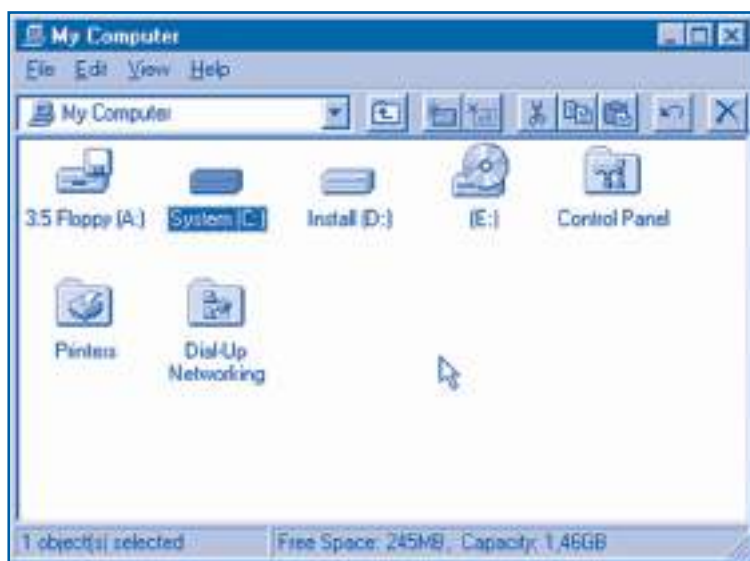 My Computer
File Edit View Help
My Computer
3.5 Floppy (A:) System (C:) Install (D:) (E:) Control Panel
Printers Dial-Up
Networking
1 object(s) selected Free Space: 245MB, Capacity: 1,46GB